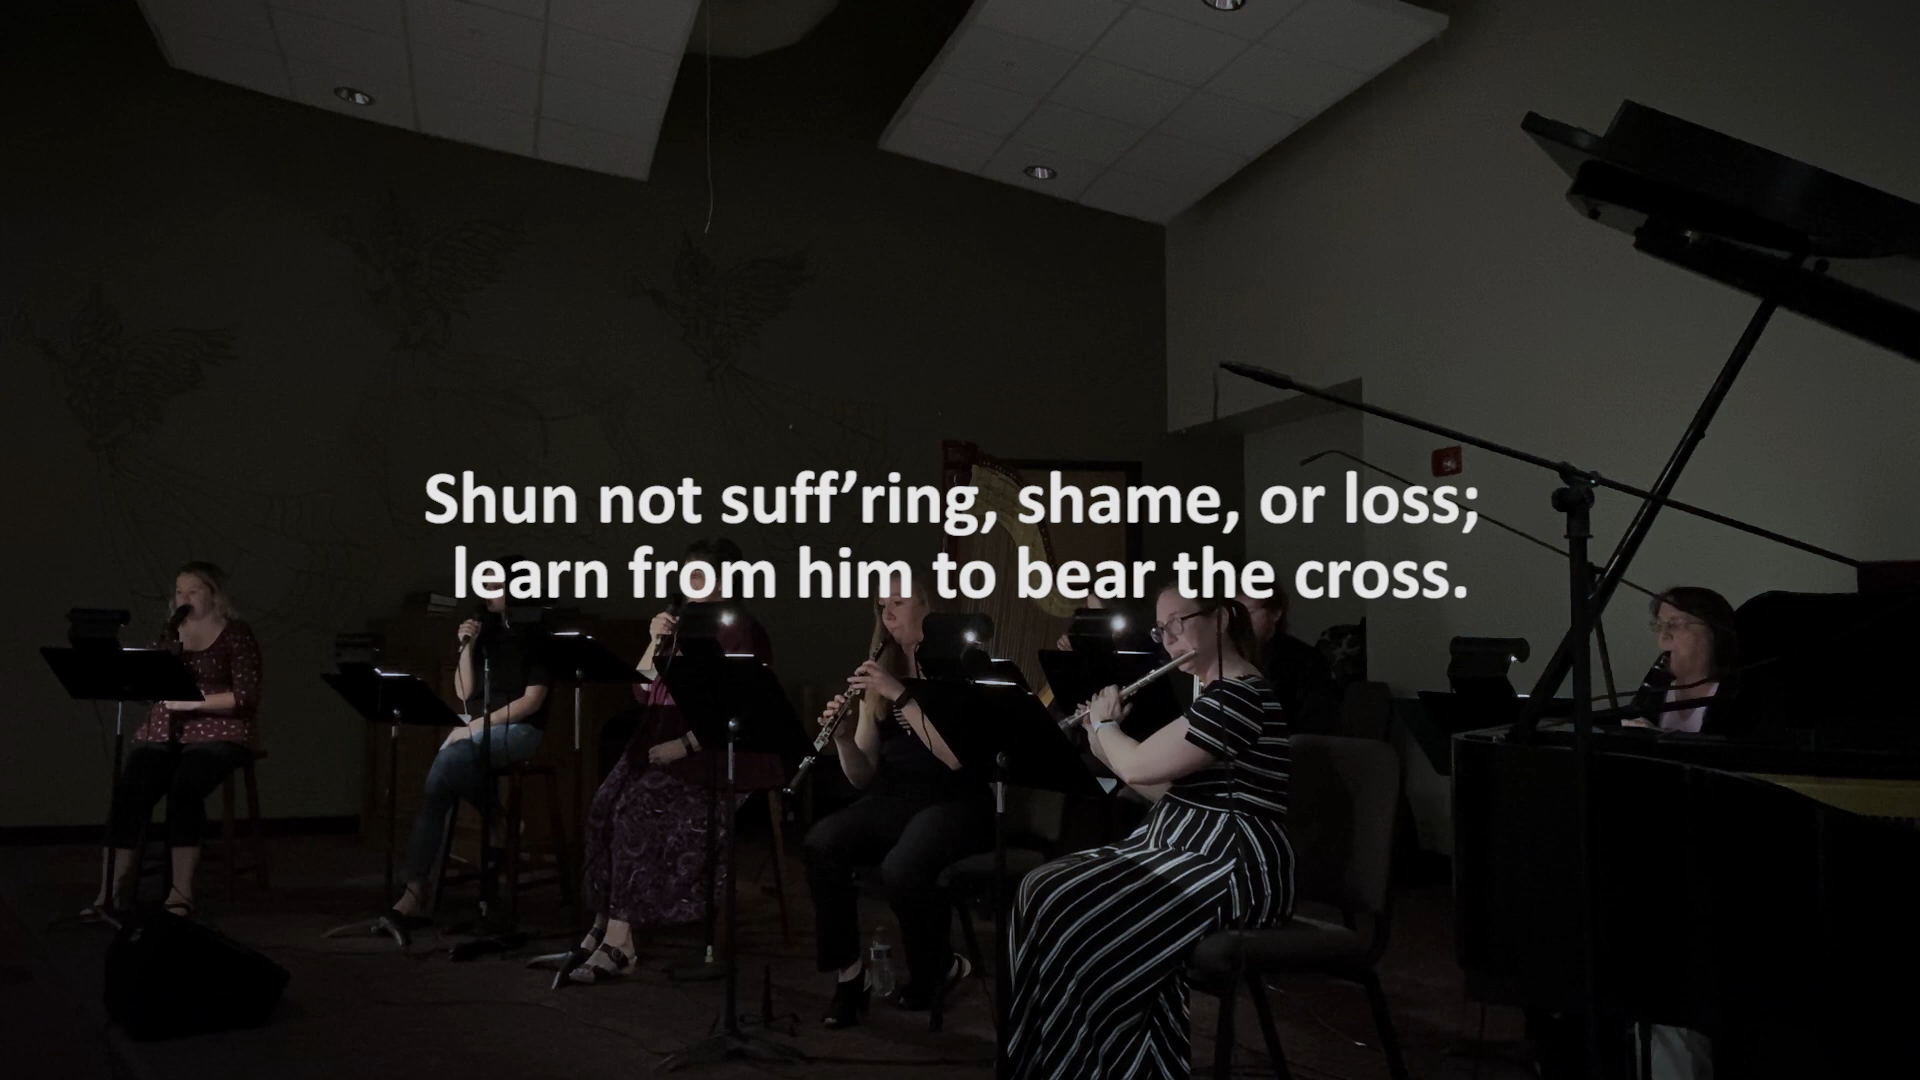 Shun not suff’ring, shame, or loss;
learn from him to bear the cross.